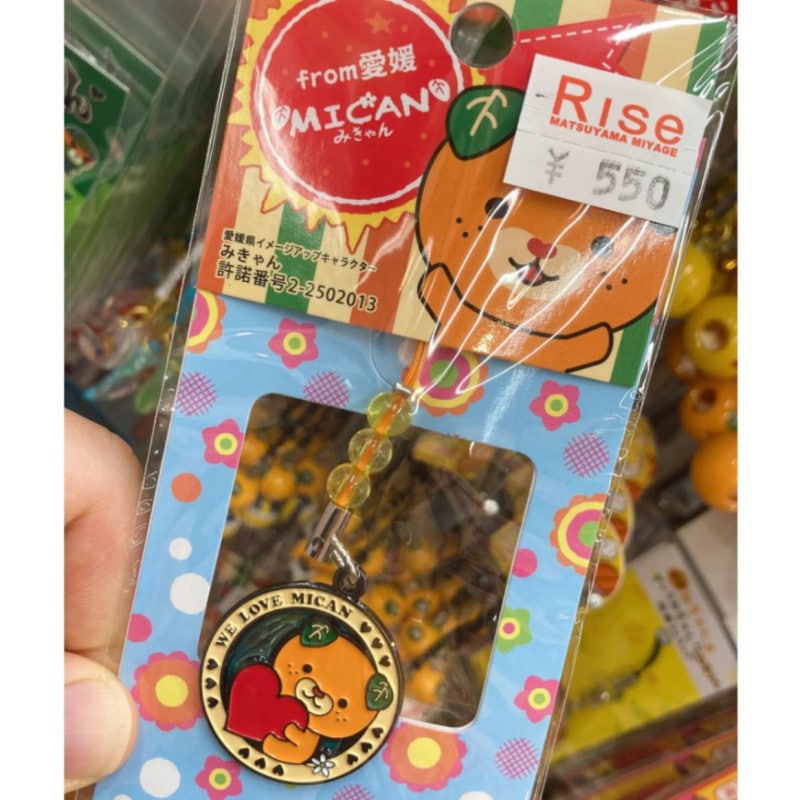 from愛媛
MICAN
みきゃん
Rise
MATSUYAMA MIYAGE
¥ 550
愛媛県イメージアップキャラクター
みきゃん
許諾番号2-2502013
WE LOVE MICAN